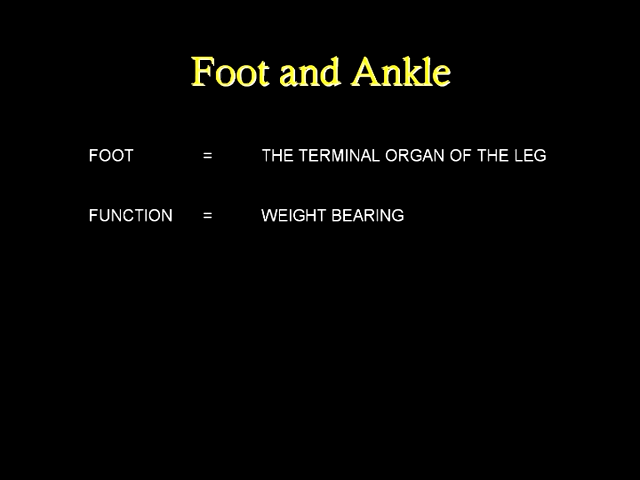 Foot and Ankle
FOOT = THE TERMINAL ORGAN OF THE LEG
FUNCTION = WEIGHT BEARING